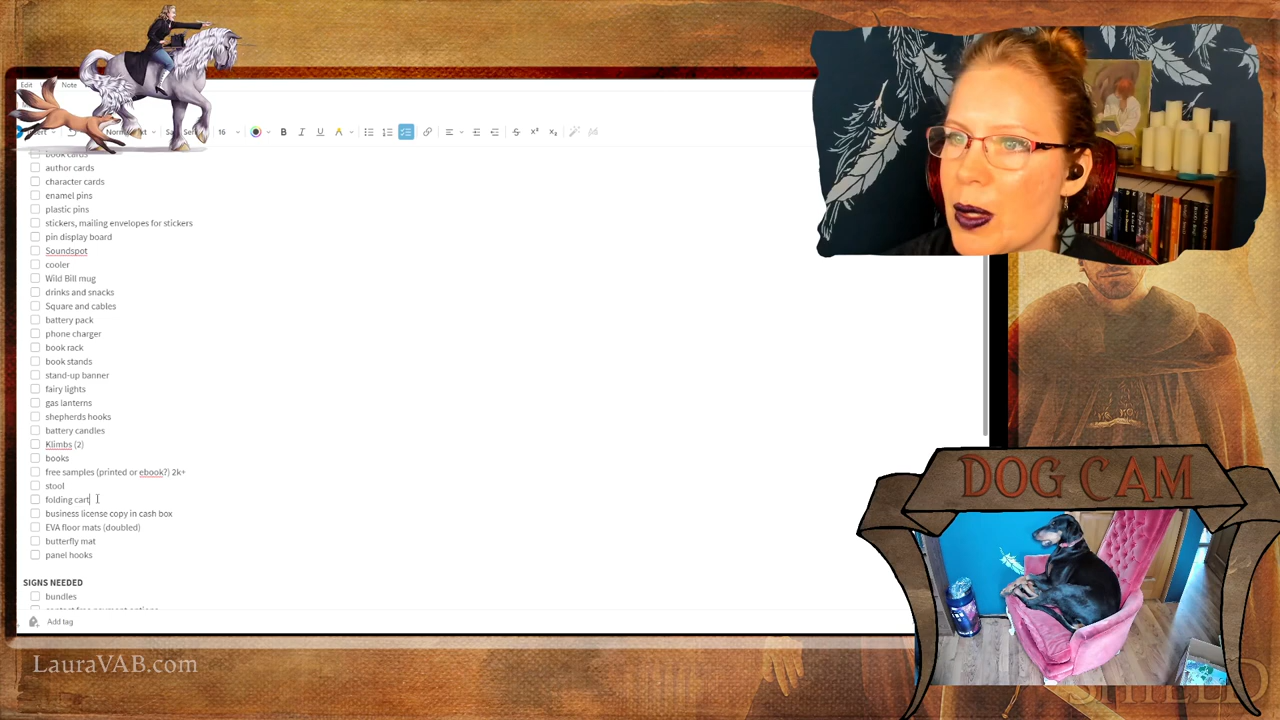 Edit
Note
16
book cards
author cards
character cards
enamel pins
plastic pins
stickers, mailing envelopes for stickers
pin display board
Soundspot
cooler
Wild Bill mug
drinks and snacks
Square and cables
battery pack
phone charger
book rack
book stands
stand-up banner
fairy lights
gas lanterns
shepherds hooks
battery candles
Klimbs (2)
books
free samples (printed or ebook?) 2k+
stool
folding cart
business license copy in cash box
EVA floor mats (doubled)
butterfly mat
panel hooks
SIGNS NEEDED
bundles
Add tag
DOG CAM
LauraVAB.com
SHIELD